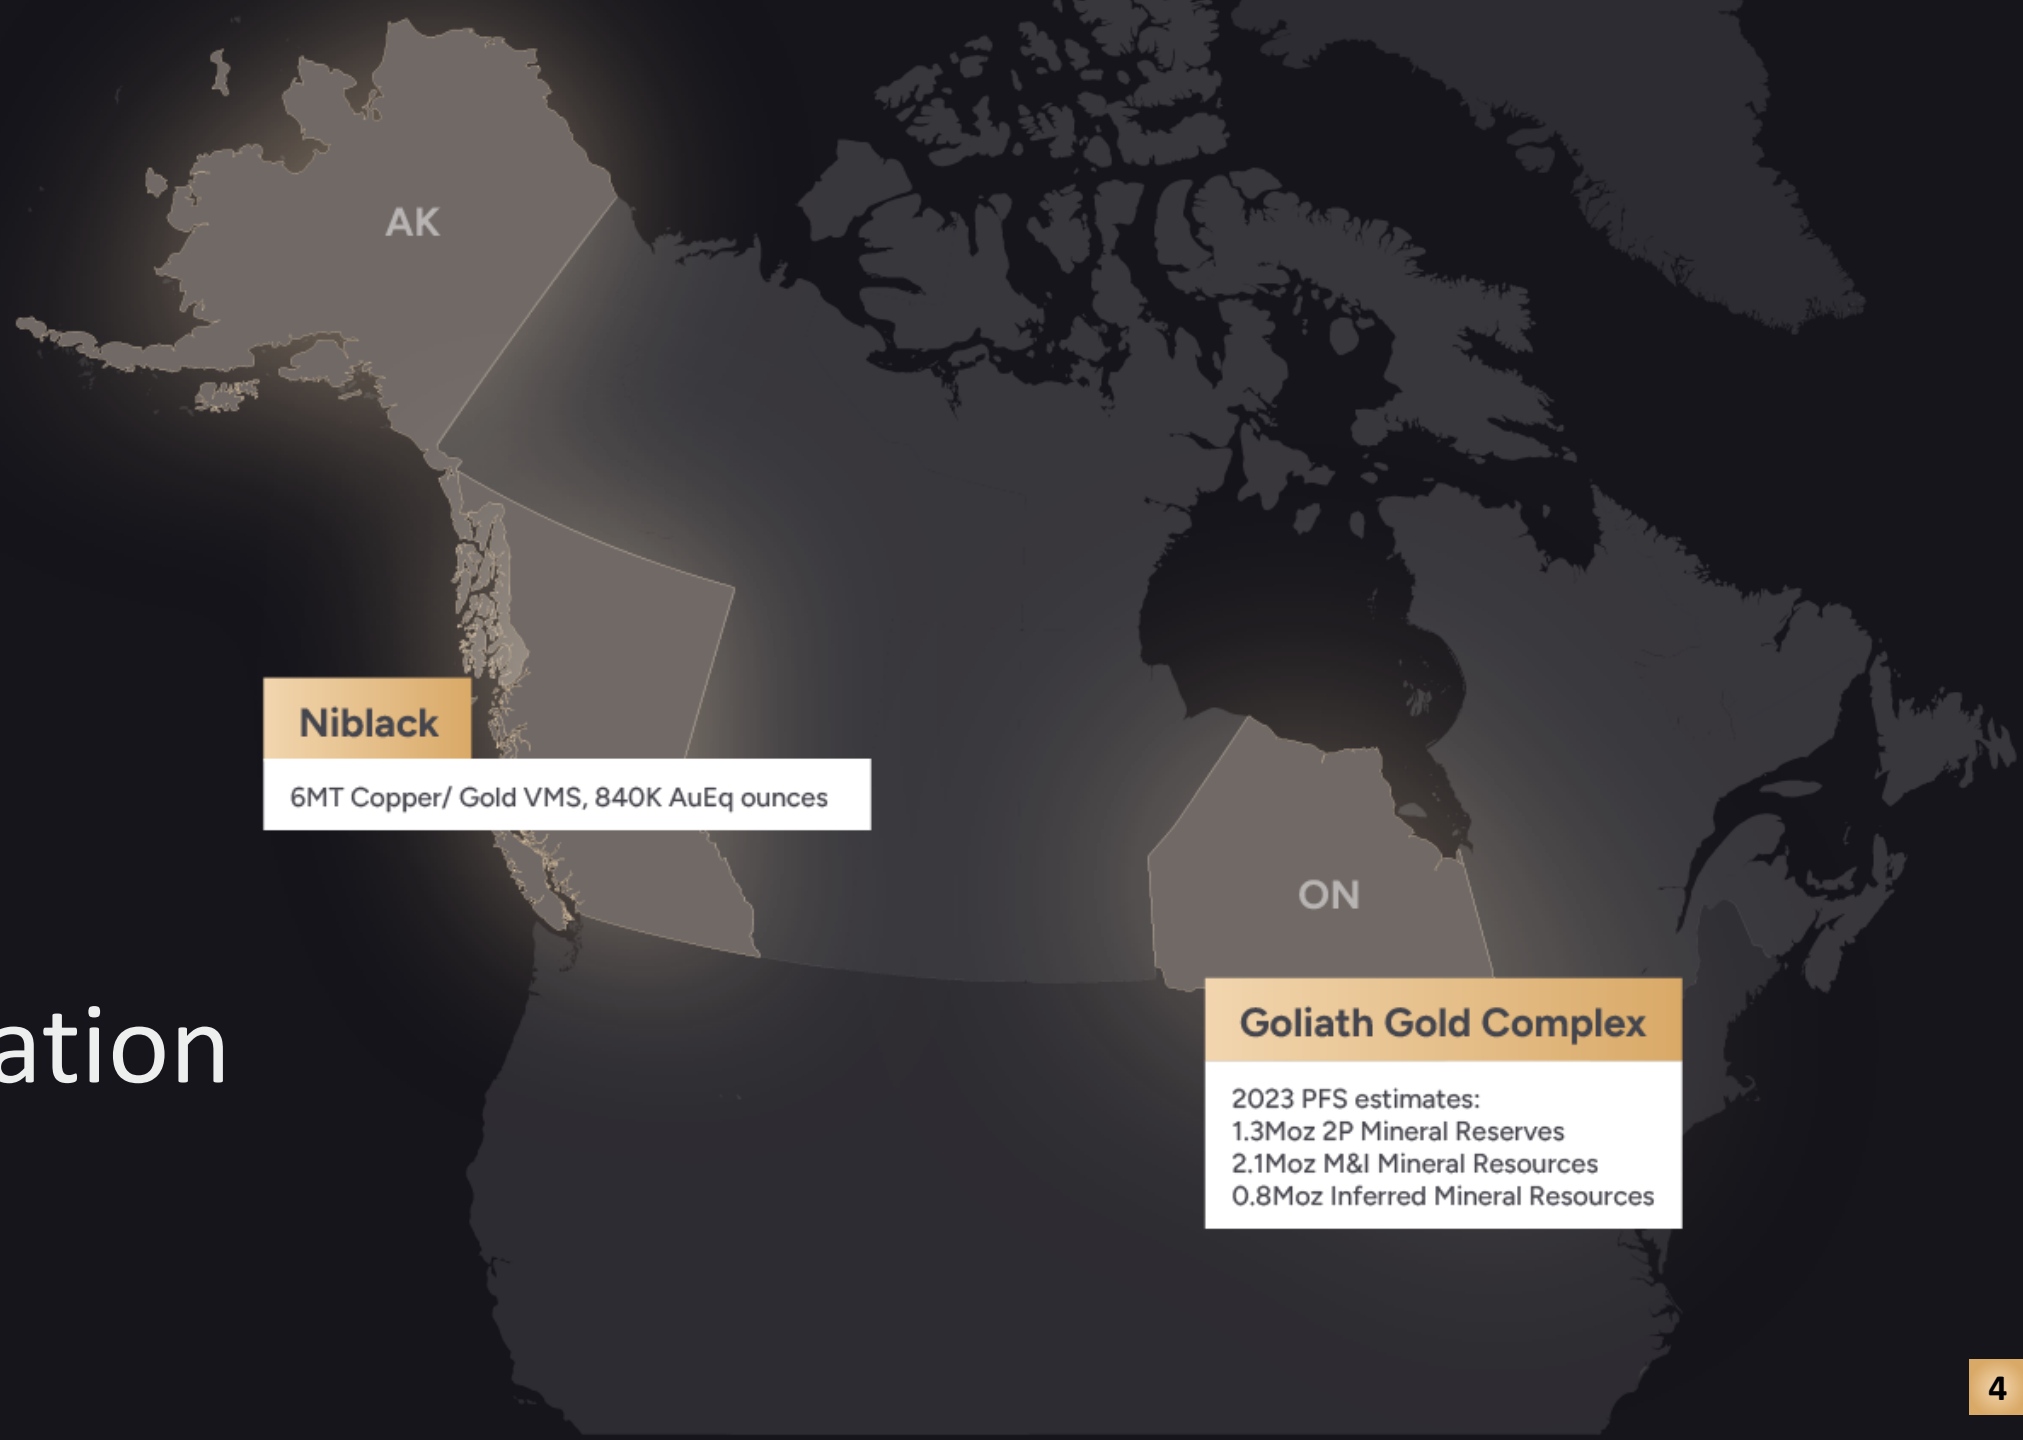 AK
Niblack
6MT Copper/ Gold VMS, 840K AuEq ounces
ON
ation
Goliath Gold Complex
2023 PFS estimates:
1.3Moz 2P Mineral Reserves
2.1Moz M&I Mineral Resources
0.8Moz Inferred Mineral Resources
4